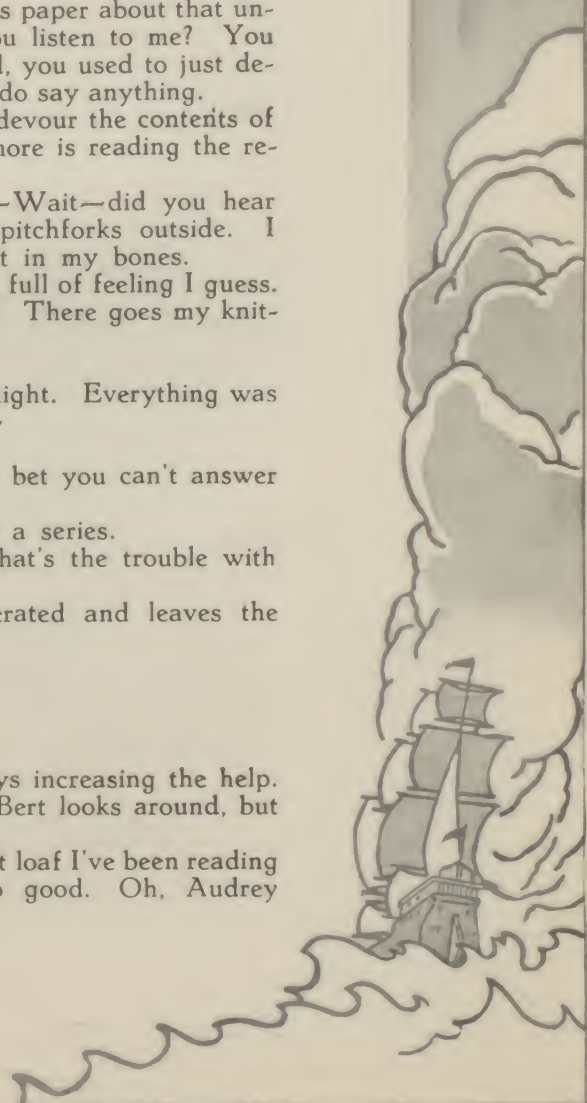 s paper about that un-
u listen to me? You
l, you used to just de-
do say anything.
devour the contents of
nore is reading the re-
-Wait—did you hear
pitchforks outside. I
t in my bones.
full of feeling I guess.
There goes my knit-
ight. Everything was
bet you can't answer
a series.
hat's the trouble with
erated and leaves the
ys increasing the help.
Bert looks around, but
t loaf I've been reading
o good. Oh, Audrey